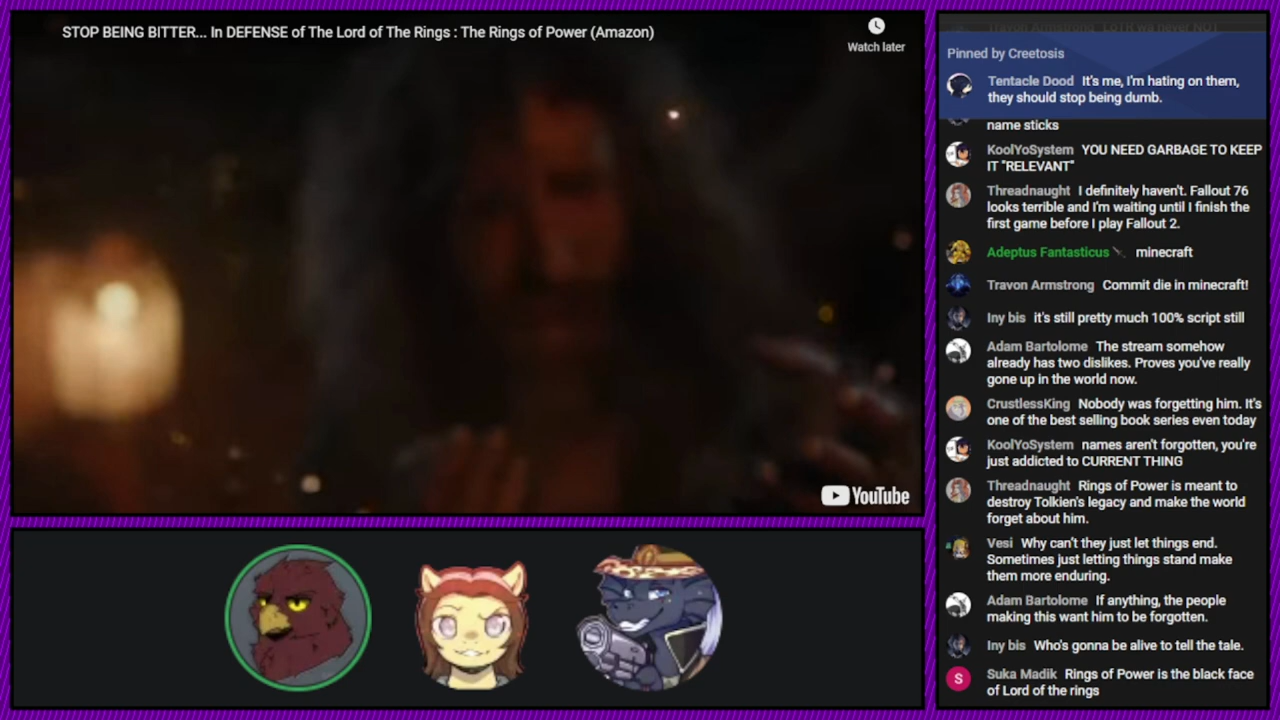 STOP BEING BITTER... In DEFENSE of The Lord of The Rings : The Rings of Power (Amazon)
Watch later
YouTube
Travon Armstrong LoTR wa never NOT
Pinned by Creetosis
Tentacle Dood It's me, I'm hating on them,
they should stop being dumb.
name sticks
KoolYoSystem YOU NEED GARBAGE TO KEEP
IT "RELEVANT"
Threadnaught I definitely haven't. Fallout 76
looks terrible and I'm waiting until I finish the
first game before I play Fallout 2.
Adeptus Fantasticus minecraft
Travon Armstrong Commit die in minecraft!
Iny bis it's still pretty much 100% script still
Adam Bartolome The stream somehow
already has two dislikes. Proves you've really
gone up in the world now.
CrustlessKing Nobody was forgetting him. It's
one of the best selling book series even today
KoolYoSystem names aren't forgotten, you're
just addicted to CURRENT THING
Threadnaught Rings of Power is meant to
destroy Tolkien's legacy and make the world
forget about him.
Vesi Why can't they just let things end.
Sometimes just letting things stand make
them more enduring.
Adam Bartolome If anything, the people
making this want him to be forgotten.
Iny bis Who's gonna be alive to tell the tale.
S
Suka Madik Rings of Power is the black face
of Lord of the rings